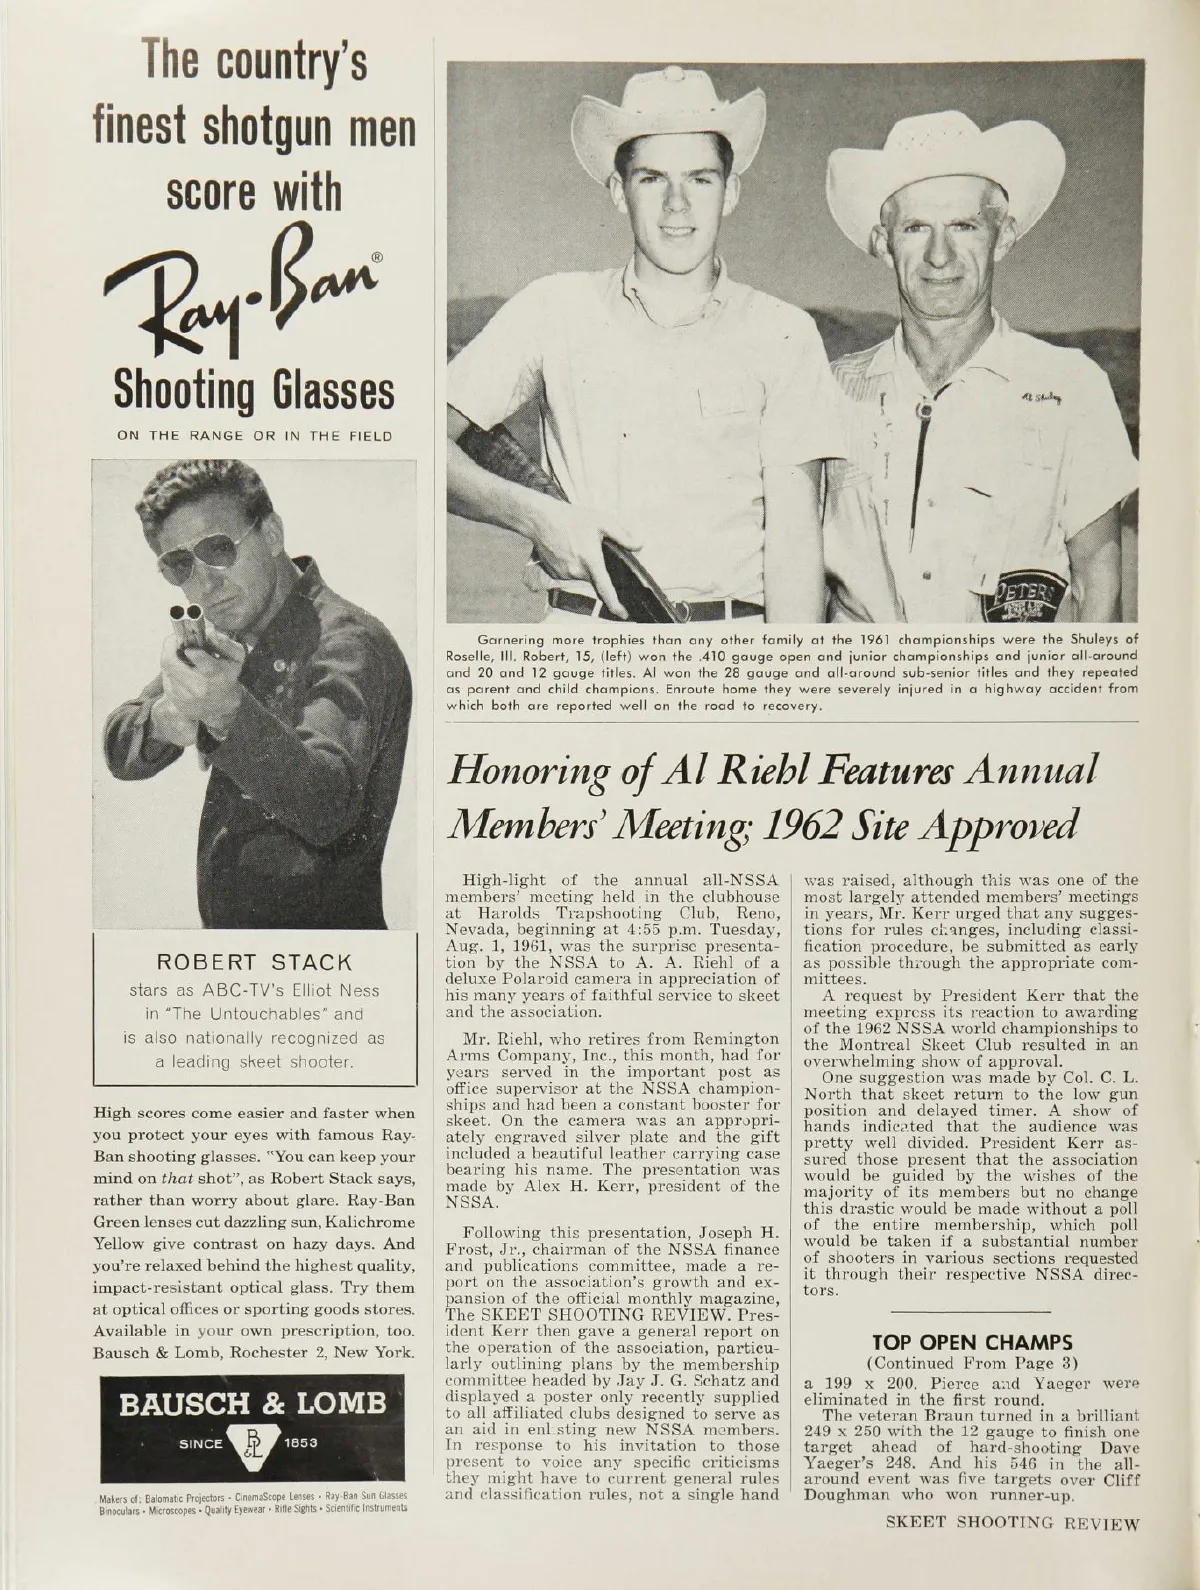 The country's
finest shotgun men
score with
Ray-Ban®
Shooting Glasses
ON THE RANGE OR IN THE FIELD
ROBERT STACK
stars as ABC-TV's Elliot Ness
in "The Untouchables" and
is also nationally recognized as
a leading skeet shooter.
High scores come easier and faster when
you protect your eyes with famous Ray-
Ban shooting glasses. "You can keep your
mind on that shot", as Robert Stack says,
rather than worry about glare. Ray-Ban
Green lenses cut dazzling sun, Kalichrome
Yellow give contrast on hazy days. And
you're relaxed behind the highest quality,
impact-resistant optical glass. Try them
at optical offices or sporting goods stores.
Available in your own prescription, too.
Bausch & Lomb, Rochester 2, New York.
BAUSCH & LOMB
SINCE B&L 1853
Makers of: Balomatic Projectors • CinemaScope Lenses • Ray-Ban Sun Glasses
Binoculars • Microscopes • Quality Eyewear • Rifle Sights • Scientific Instruments
Al Shuley
PETERS
Garnering more trophies than any other family at the 1961 championships were the Shuleys of
Roselle, Ill. Robert, 15, (left) won the .410 gauge open and junior championships and junior all-around
and 20 and 12 gauge titles. Al won the 28 gauge and all-around sub-senior titles and they repeated
as parent and child champions. Enroute home they were severely injured in a highway accident from
which both are reported well on the road to recovery.
Honoring of Al Riehl Features Annual
Members' Meeting; 1962 Site Approved
High-light of the annual all-NSSA
members' meeting held in the clubhouse
at Harolds Trapshooting Club, Reno,
Nevada, beginning at 4:55 p.m. Tuesday,
Aug. 1, 1961, was the surprise presenta-
tion by the NSSA to A. A. Riehl of a
deluxe Polaroid camera in appreciation of
his many years of faithful service to skeet
and the association.
Mr. Riehl, who retires from Remington
Arms Company, Inc., this month, had for
years served in the important post as
office supervisor at the NSSA champion-
ships and had been a constant booster for
skeet. On the camera was an appropri-
ately engraved silver plate and the gift
included a beautiful leather carrying case
bearing his name. The presentation was
made by Alex H. Kerr, president of the
NSSA.
Following this presentation, Joseph H.
Frost, Jr., chairman of the NSSA finance
and publications committee, made a re-
port on the association's growth and ex-
pansion of the official monthly magazine,
The SKEET SHOOTING REVIEW. Pres-
ident Kerr then gave a general report on
the operation of the association, particu-
larly outlining plans by the membership
committee headed by Jay J. G. Schatz and
displayed a poster only recently supplied
to all affiliated clubs designed to serve as
an aid in enlisting new NSSA members.
In response to his invitation to those
present to voice any specific criticisms
they might have to current general rules
and classification rules, not a single hand
was raised, although this was one of the
most largely attended members' meetings
in years, Mr. Kerr urged that any sugges-
tions for rules changes, including classi-
fication procedure, be submitted as early
as possible through the appropriate com-
mittees.
A request by President Kerr that the
meeting express its reaction to awarding
of the 1962 NSSA world championships to
the Montreal Skeet Club resulted in an
overwhelming show of approval.
One suggestion was made by Col. C. L.
North that skeet return to the low gun
position and delayed timer. A show of
hands indicated that the audience was
pretty well divided. President Kerr as-
sured those present that the association
would be guided by the wishes of the
majority of its members but no change
this drastic would be made without a poll
of the entire membership, which poll
would be taken if a substantial number
of shooters in various sections requested
it through their respective NSSA direc-
tors.
TOP OPEN CHAMPS
(Continued From Page 3)
a 199 x 200. Pierce and Yaeger were
eliminated in the first round.
The veteran Braun turned in a brilliant
249 x 250 with the 12 gauge to finish one
target ahead of hard-shooting Dave
Yaeger's 248. And his 546 in the all-
around event was five targets over Cliff
Doughman who won runner-up.
SKEET SHOOTING REVIEW